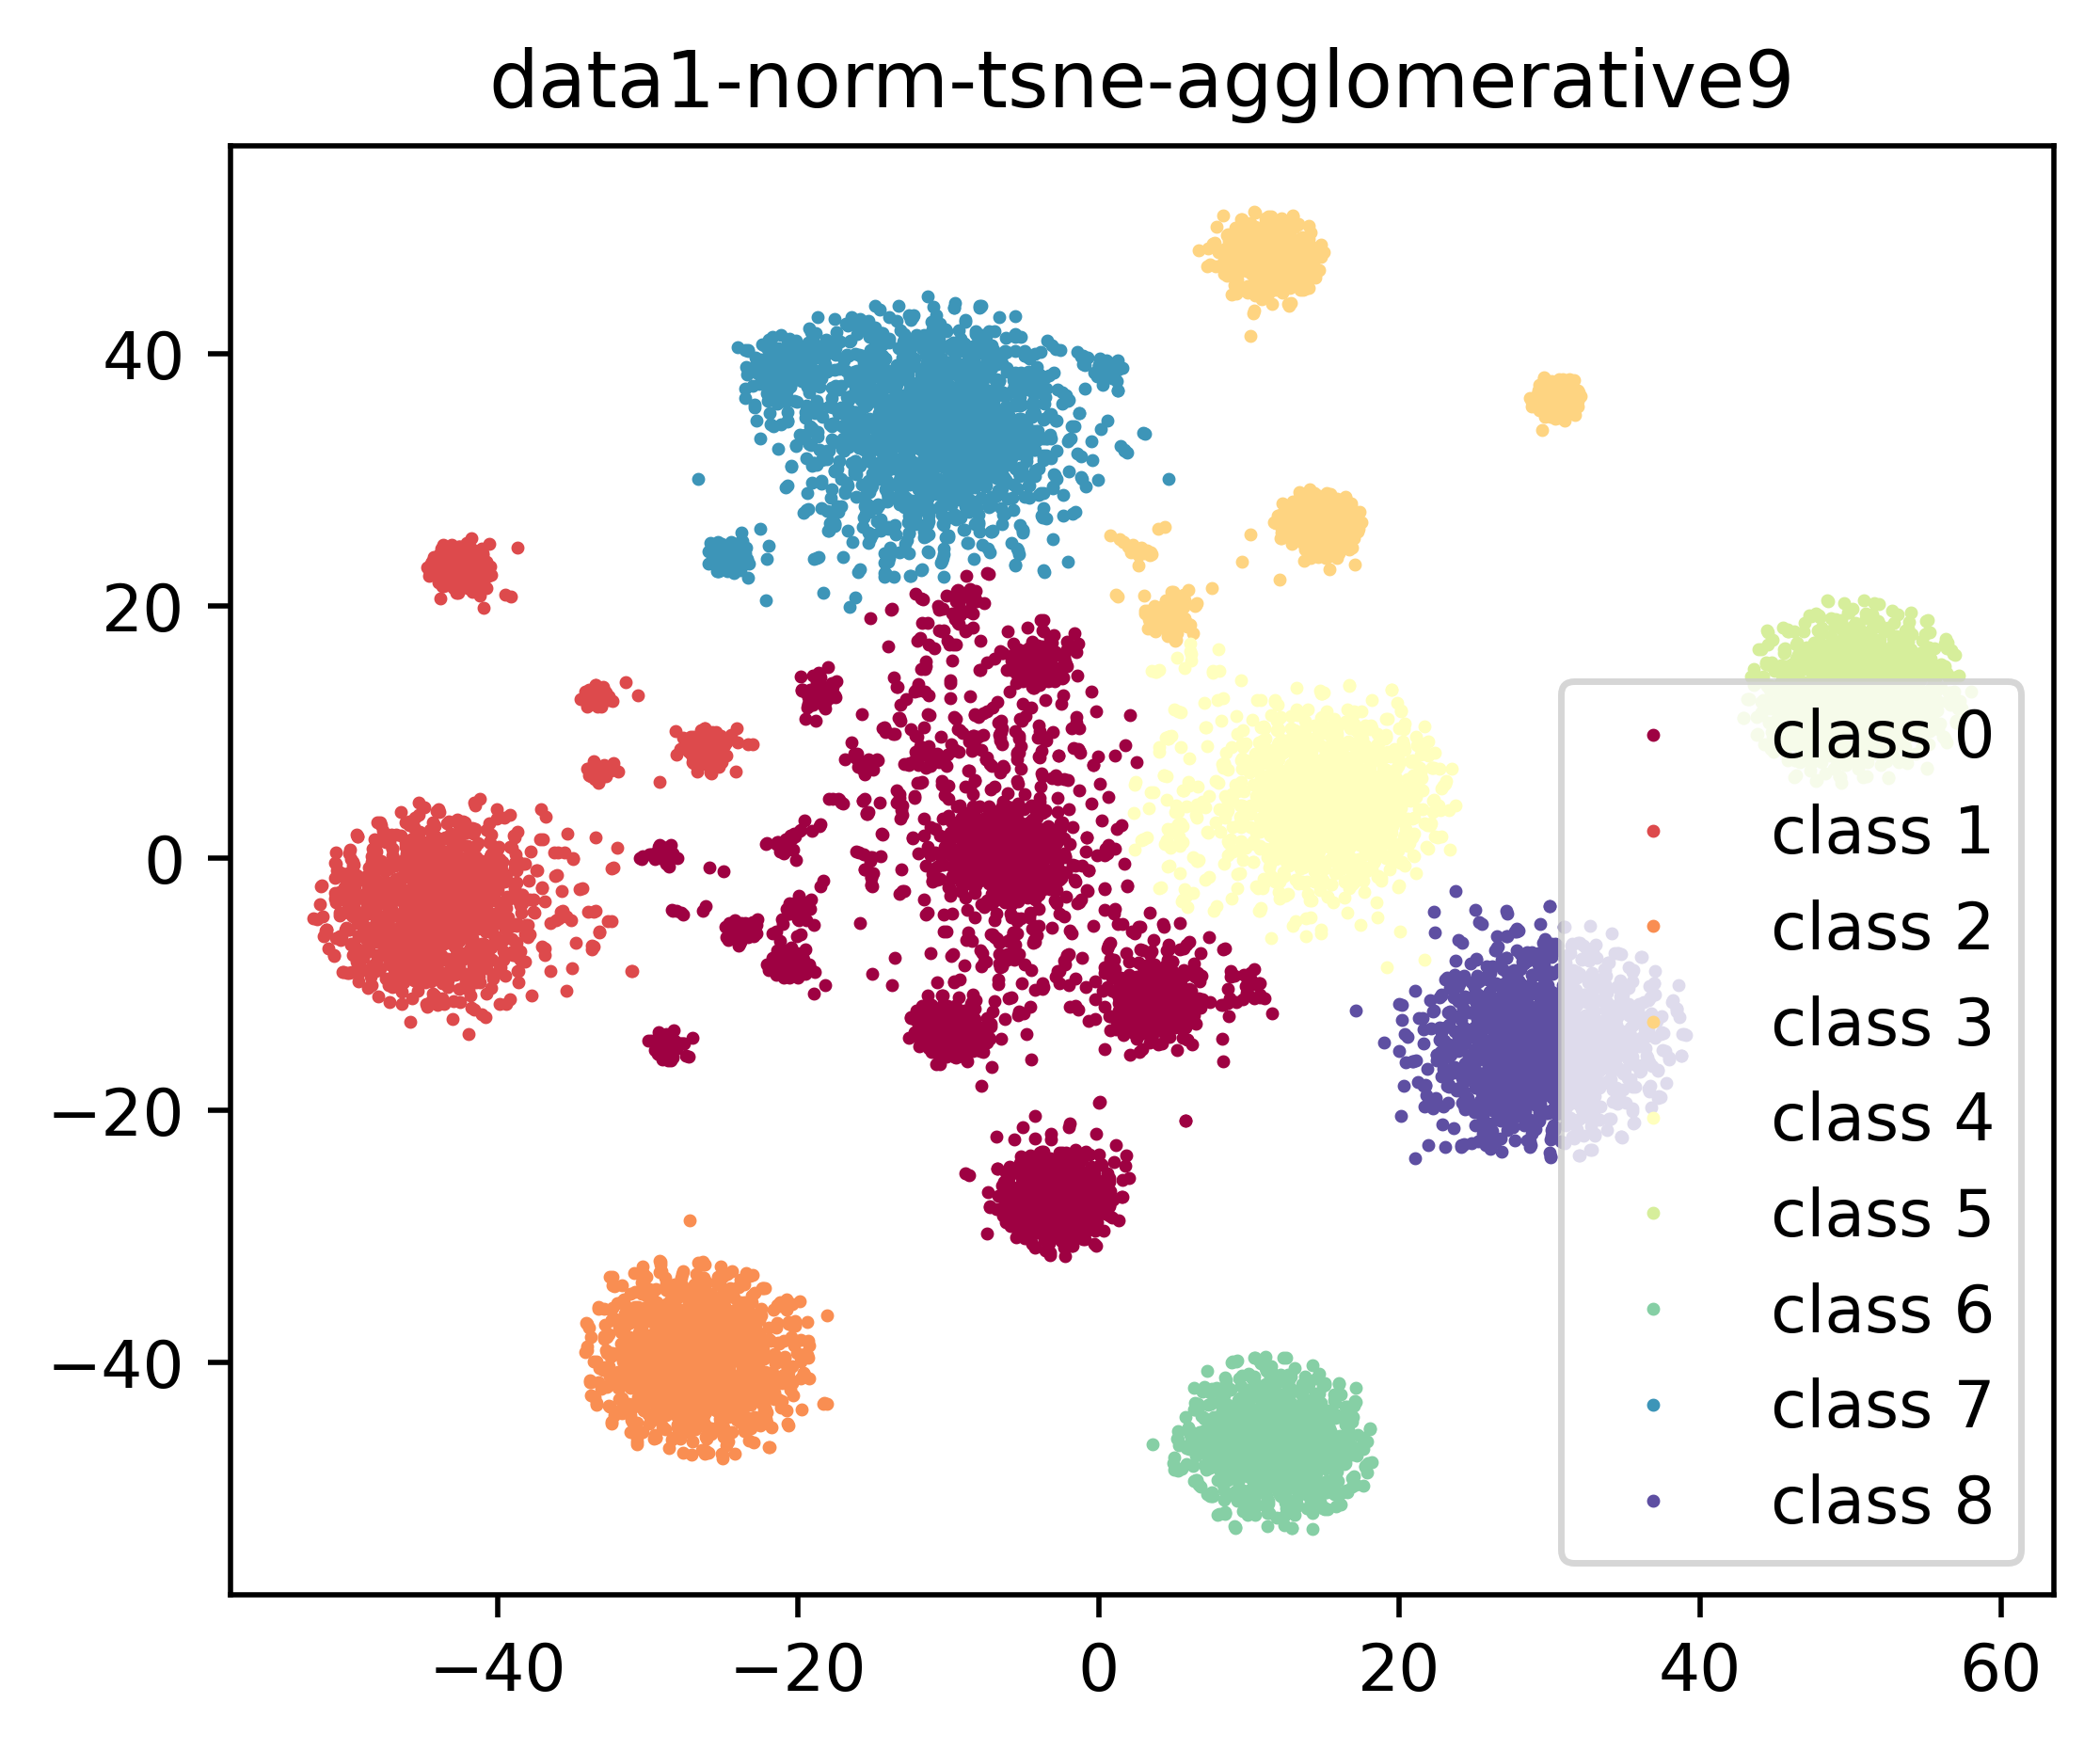 data1-norm-tsne-agglomerative9
40
20
0
−20
−40
−40
−20
0
20
40
60
class 0
class 1
class 2
class 3
class 4
class 5
class 6
class 7
class 8